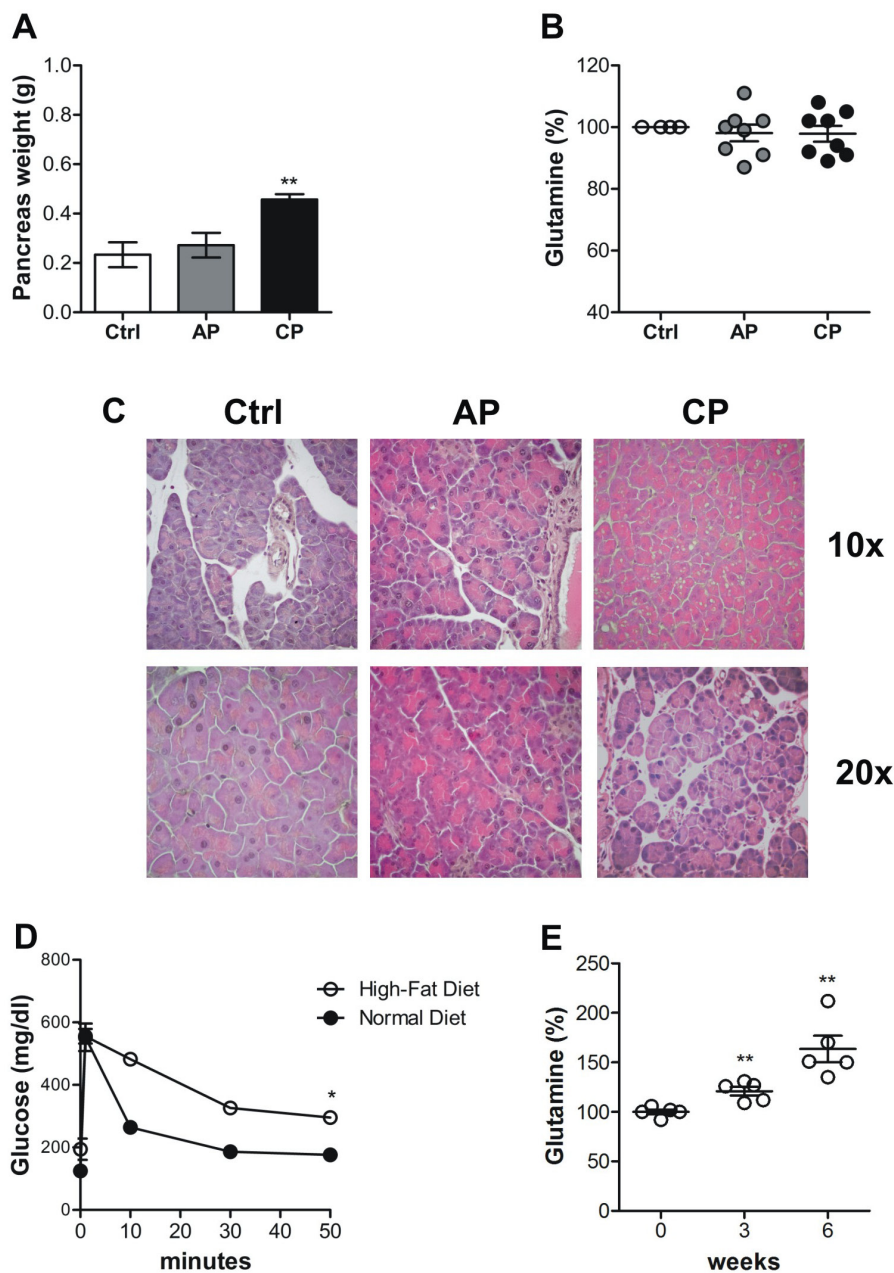 A
Pancreas weight (g)
1.0
0.8
0.6
0.4
0.2
0.0
**
Ctrl AP CP
B
Glutamine (%)
120
100
80
60
40
Ctrl AP CP
C Ctrl AP CP
10x
20x
D
Glucose (mg/dl)
800
600
400
200
0
High-Fat Diet
Normal Diet
*
0 10 20 30 40 50
minutes
E
Glutamine (%)
250
200
150
100
50
0
**
**
0 3 6
weeks